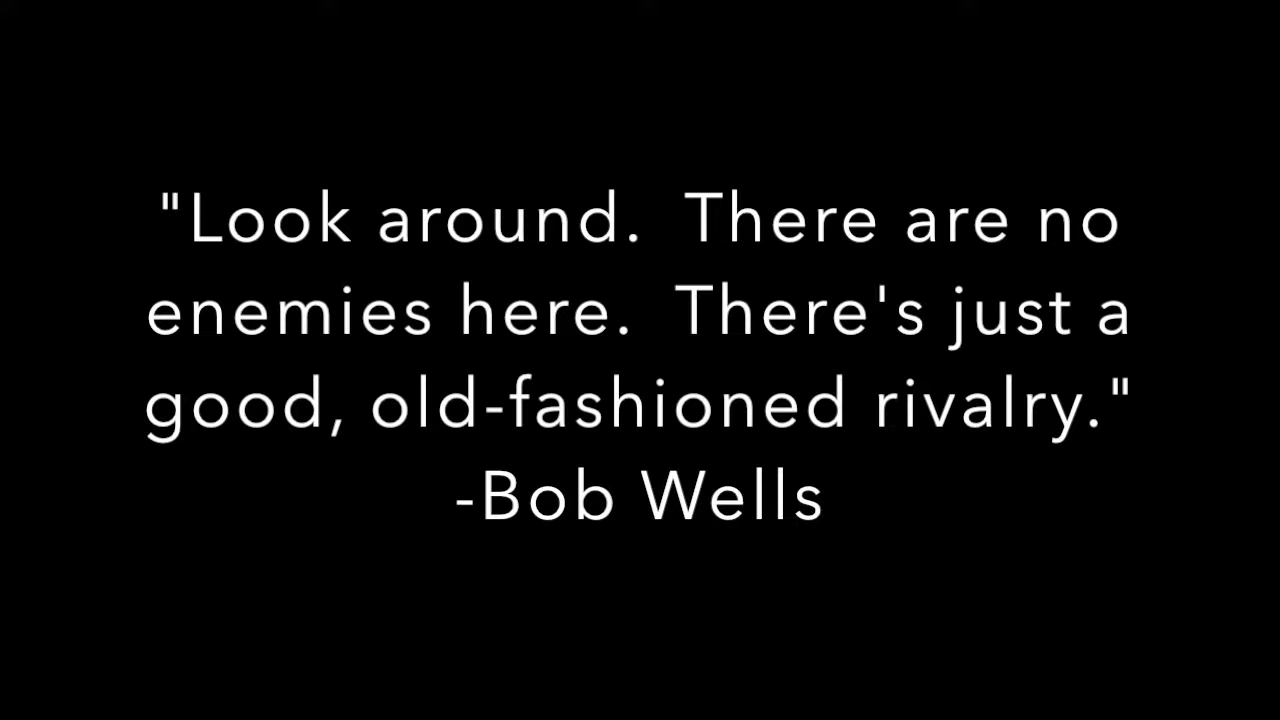 "Look around.  There are no
enemies here.  There's just a
good, old-fashioned rivalry."
-Bob Wells